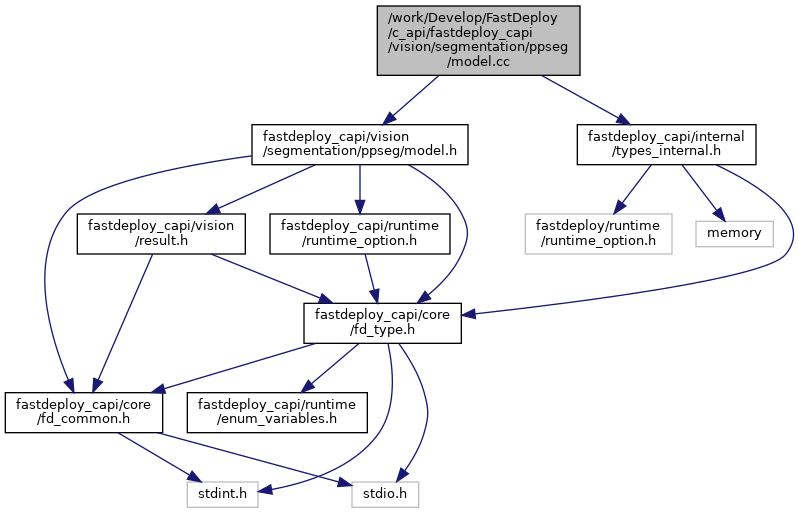 /work/Develop/FastDeploy
/c_api/fastdeploy_capi
/vision/segmentation/ppseg
/model.cc
fastdeploy_capi/vision
/segmentation/ppseg/model.h
fastdeploy_capi/internal
/types_internal.h
fastdeploy_capi/vision
/result.h
fastdeploy_capi/runtime
/runtime_option.h
fastdeploy/runtime
/runtime_option.h
memory
fastdeploy_capi/core
/fd_type.h
fastdeploy_capi/core
/fd_common.h
fastdeploy_capi/runtime
/enum_variables.h
stdint.h
stdio.h